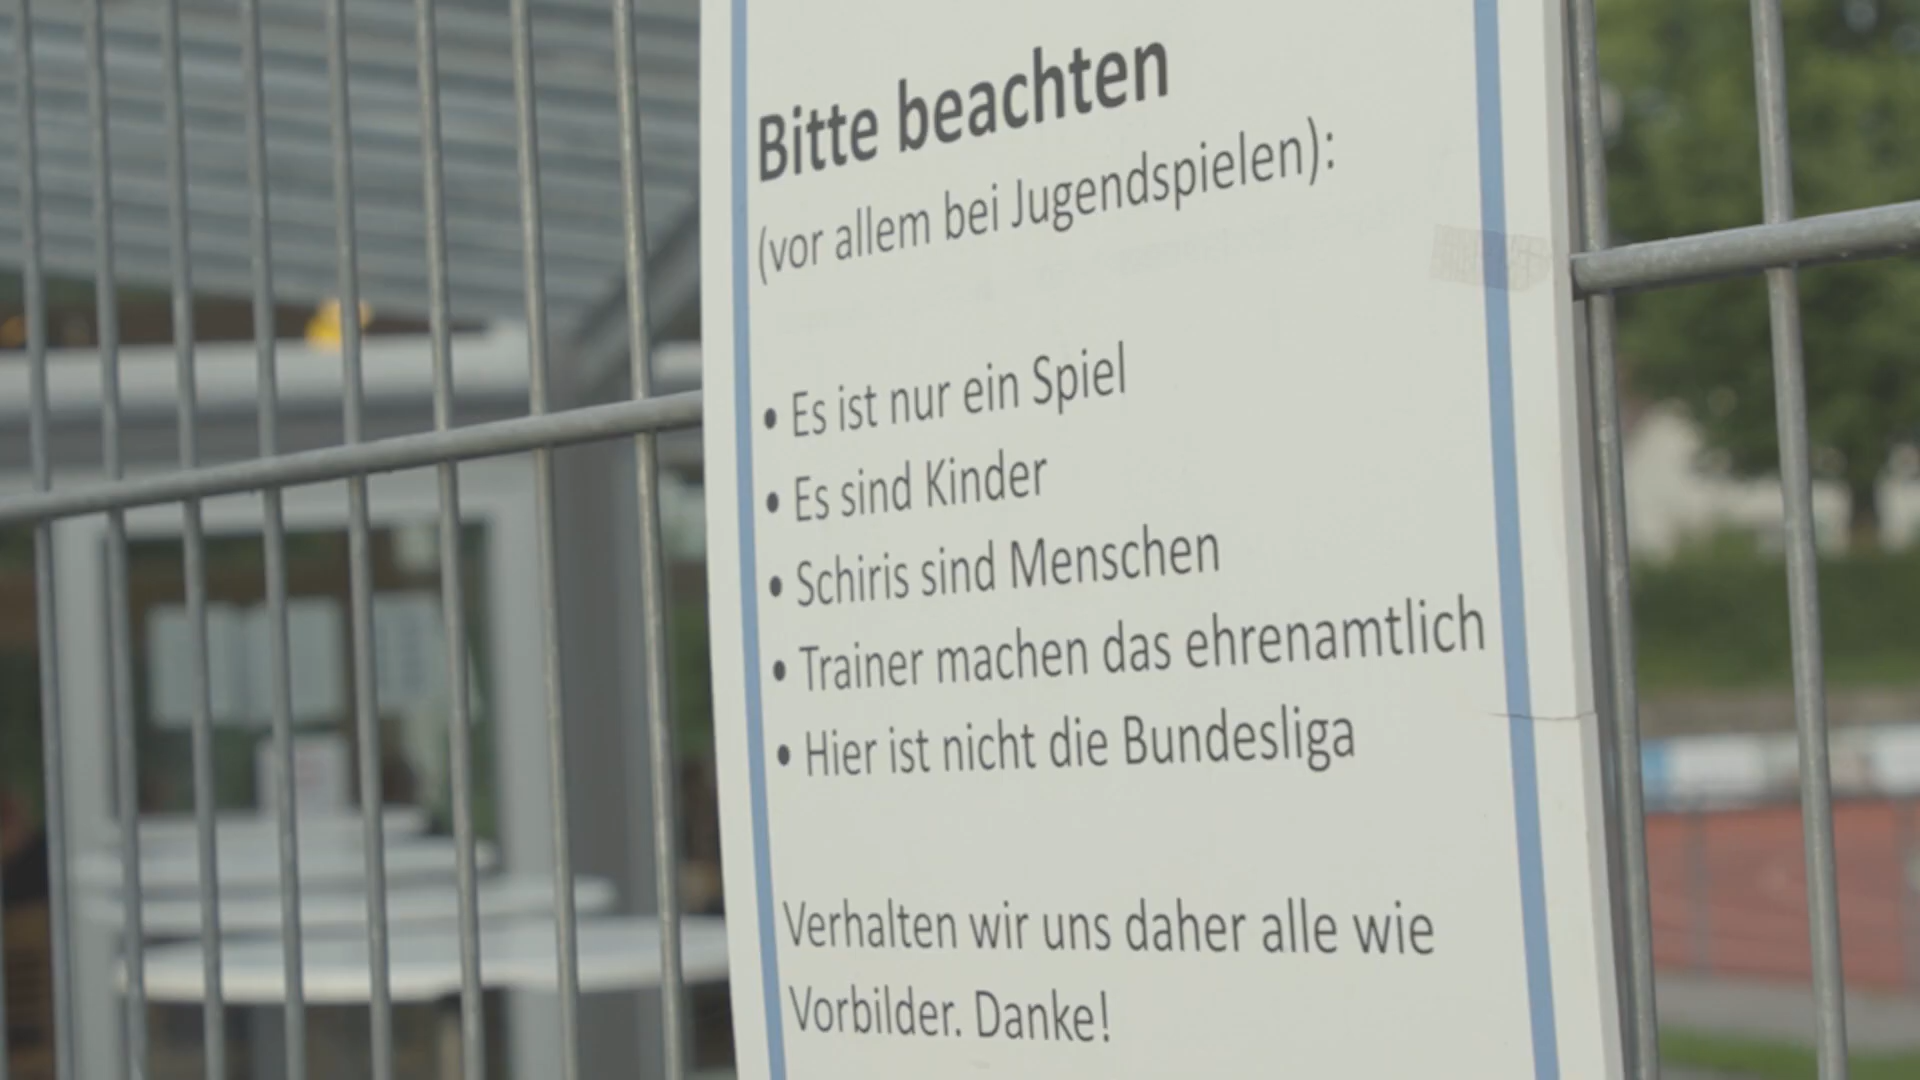 Bitte beachten
(vor allem bei Jugendspielen):
• Es ist nur ein Spiel
• Es sind Kinder
• Schiris sind Menschen
• Trainer machen das ehrenamtlich
• Hier ist nicht die Bundesliga
Verhalten wir uns daher alle wie
Vorbilder. Danke!